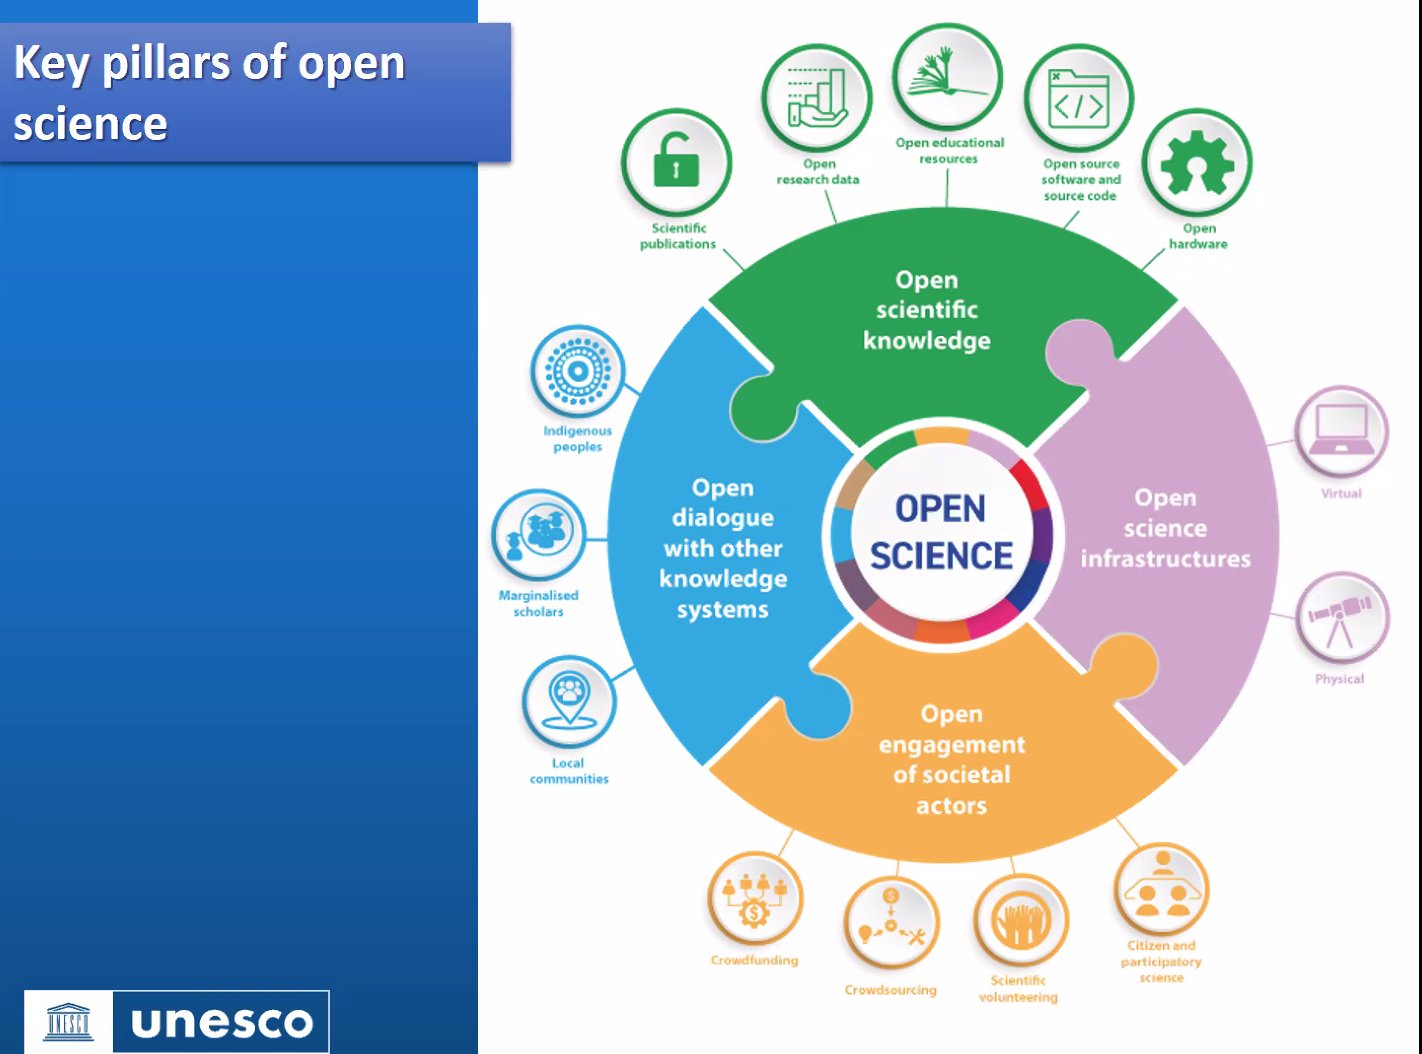 Key pillars of open
science
Scientific
publications
Open
research data
Open educational
resources
Open source
software and
source code
</>
Open
hardware
Open
scientific
knowledge
Indigenous
peoples
Marginalised
scholars
Local
communities
Open
dialogue
with other
knowledge
systems
OPEN
SCIENCE
Open
science
infrastructures
Virtual
Physical
Open
engagement
of societal
actors
$
Crowdfunding
$
Crowdsourcing
Scientific
volunteering
Citizen and
participatory
science
UNESCO
unesco